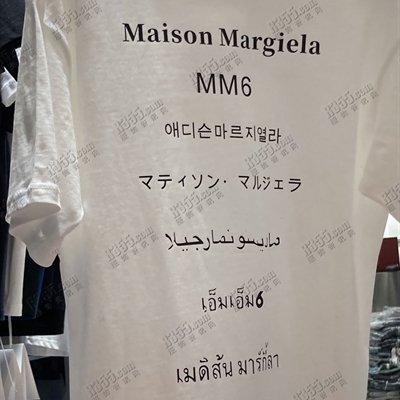 Maison Margiela
MM6
애디슨마르지열라
マティソン・マルジェラ
ماديسونمارجيلا
เอ็มเอ็ม6
เมดิส้น มาร์กี้ลา